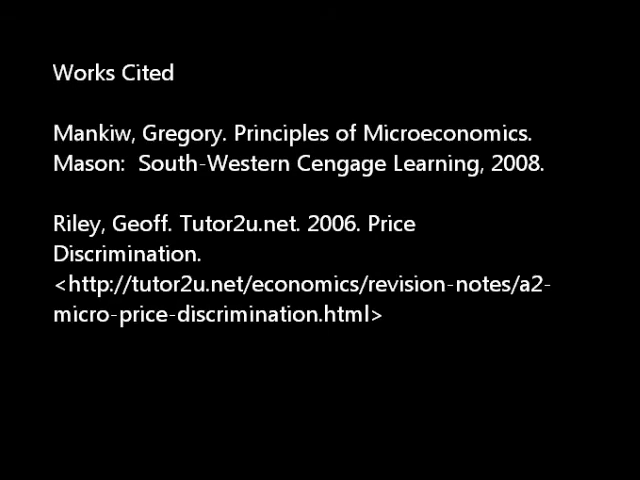 Works Cited
Mankiw, Gregory. Principles of Microeconomics.
Mason:  South-Western Cengage Learning, 2008.
Riley, Geoff. Tutor2u.net. 2006. Price
Discrimination.
<http://tutor2u.net/economics/revision-notes/a2-
micro-price-discrimination.html>